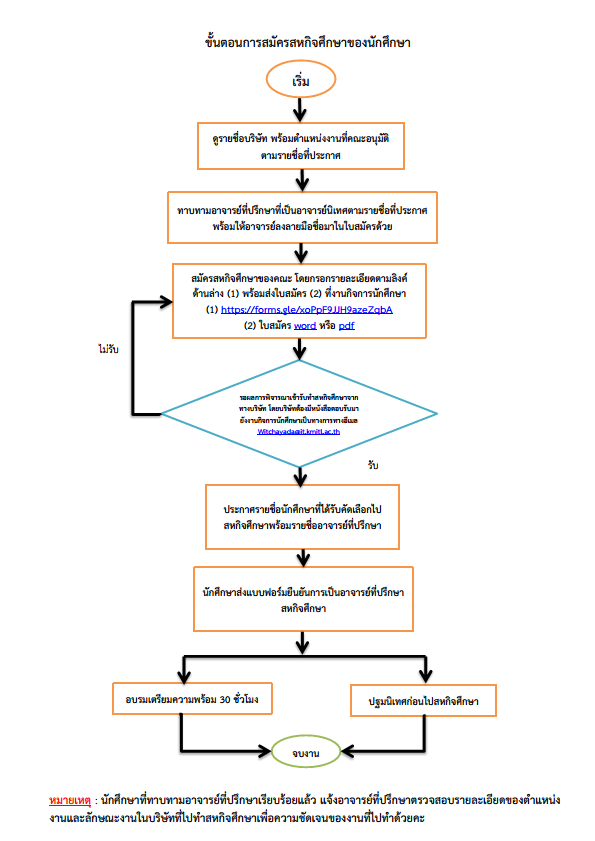 ขั้นตอนการสมัครสหกิจศึกษาของนักศึกษา
เริ่ม
ดูรายชื่อบริษัท พร้อมตำแหน่งงานที่คณะอนุมัติ
ตามรายชื่อที่ประกาศ
ทาบทามอาจารย์ที่ปรึกษาที่เป็นอาจารย์นิเทศตามรายชื่อที่ประกาศ
พร้อมให้อาจารย์ลงลายมือชื่อมาในใบสมัครด้วย
สมัครสหกิจศึกษาของคณะ โดยกรอกรายละเอียดตามลิงค์
ด้านล่าง (1) พร้อมส่งใบสมัคร (2) ที่งานกิจการนักศึกษา
(1) https://forms.gle/xoPpF9JJH9azeZqbA
(2) ใบสมัคร word หรือ pdf
ไม่รับ
รอผลการพิจารณาเข้ารับทำสหกิจศึกษาจาก
ทางบริษัท โดยบริษัทต้องมีหนังสือตอบรับมา
ยังงานกิจการนักศึกษาเป็นทางการทางอีเมล
Witchayada@it.kmitl.ac.th
รับ
ประกาศรายชื่อนักศึกษาที่ได้รับคัดเลือกไป
สหกิจศึกษาพร้อมรายชื่ออาจารย์ที่ปรึกษา
นักศึกษาส่งแบบฟอร์มยืนยันการเป็นอาจารย์ที่ปรึกษา
สหกิจศึกษา
อบรมเตรียมความพร้อม 30 ชั่วโมง
ปฐมนิเทศก่อนไปสหกิจศึกษา
จบงาน
หมายเหตุ : นักศึกษาที่ทาบทามอาจารย์ที่ปรึกษาเรียบร้อยแล้ว แจ้งอาจารย์ที่ปรึกษาตรวจสอบรายละเอียดของตำแหน่ง
งานและลักษณะงานในบริษัทที่ไปทำสหกิจศึกษาเพื่อความชัดเจนของงานที่ไปทำด้วยคะ